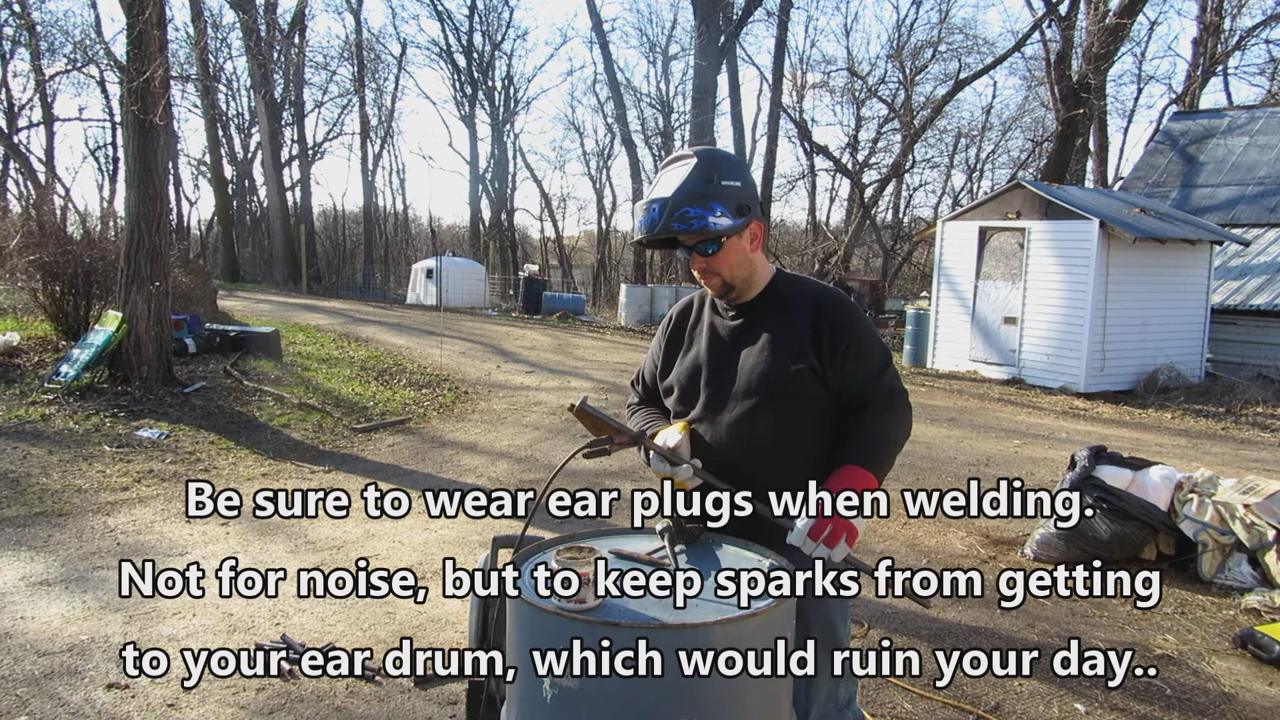 Be sure to wear ear plugs when welding.
Not for noise, but to keep sparks from getting
to your ear drum, which would ruin your day..